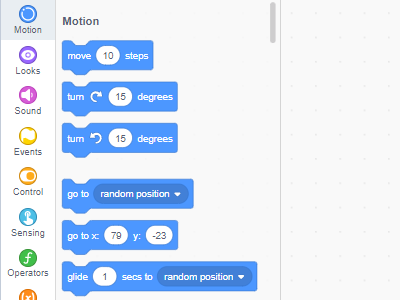 Motion
Looks
Sound
Events
Control
Sensing
Operators
Motion
move 10 steps
turn 15 degrees
turn 15 degrees
go to random position
go to x: 79 y: -23
glide 1 secs to random position